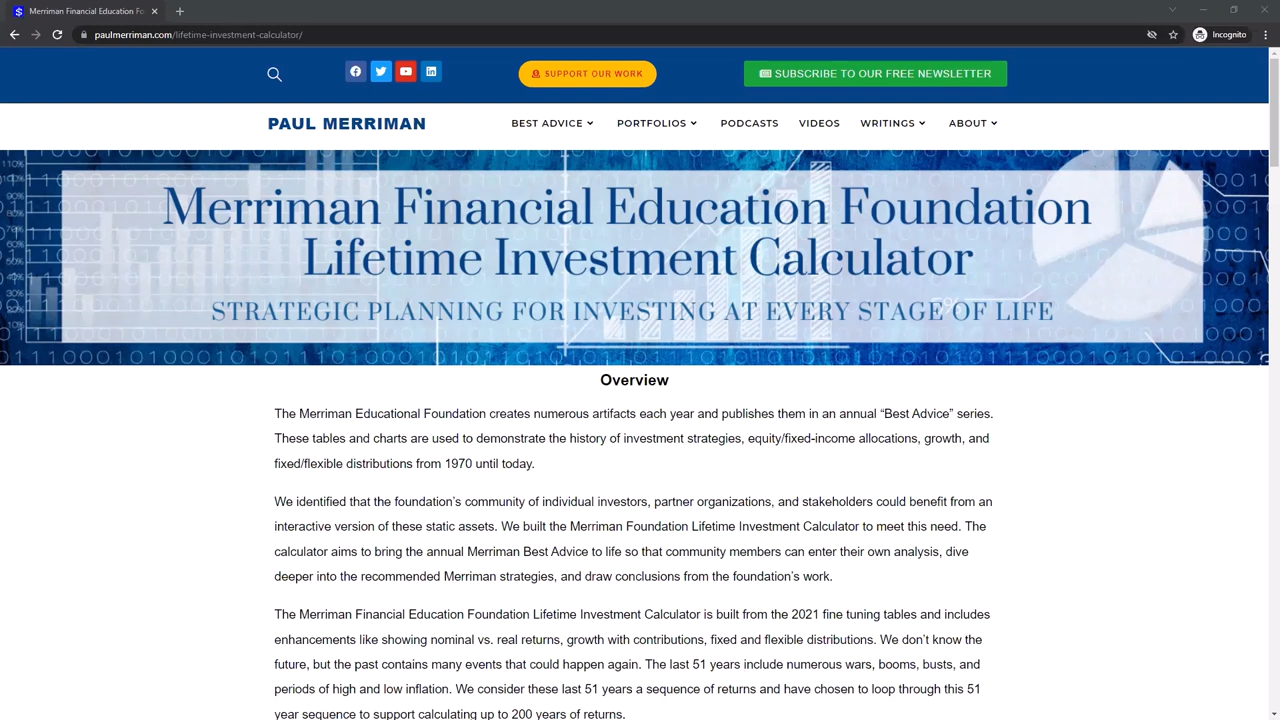 Merriman Financial Education Fo
paulmerriman.com/lifetime-investment-calculator/
Incognito
SUPPORT OUR WORK
SUBSCRIBE TO OUR FREE NEWSLETTER
PAUL MERRIMAN
BEST ADVICE
PORTFOLIOS
PODCASTS
VIDEOS
WRITINGS
ABOUT
Merriman Financial Education Foundation
Lifetime Investment Calculator
STRATEGIC PLANNING FOR INVESTING AT EVERY STAGE OF LIFE
Overview
The Merriman Educational Foundation creates numerous artifacts each year and publishes them in an annual “Best Advice” series.
These tables and charts are used to demonstrate the history of investment strategies, equity/fixed-income allocations, growth, and
fixed/flexible distributions from 1970 until today.
We identified that the foundation’s community of individual investors, partner organizations, and stakeholders could benefit from an
interactive version of these static assets. We built the Merriman Foundation Lifetime Investment Calculator to meet this need. The
calculator aims to bring the annual Merriman Best Advice to life so that community members can enter their own analysis, dive
deeper into the recommended Merriman strategies, and draw conclusions from the foundation’s work.
The Merriman Financial Education Foundation Lifetime Investment Calculator is built from the 2021 fine tuning tables and includes
enhancements like showing nominal vs. real returns, growth with contributions, fixed and flexible distributions. We don’t know the
future, but the past contains many events that could happen again. The last 51 years include numerous wars, booms, busts, and
periods of high and low inflation. We consider these last 51 years a sequence of returns and have chosen to loop through this 51
year sequence to support calculating up to 200 years of returns.